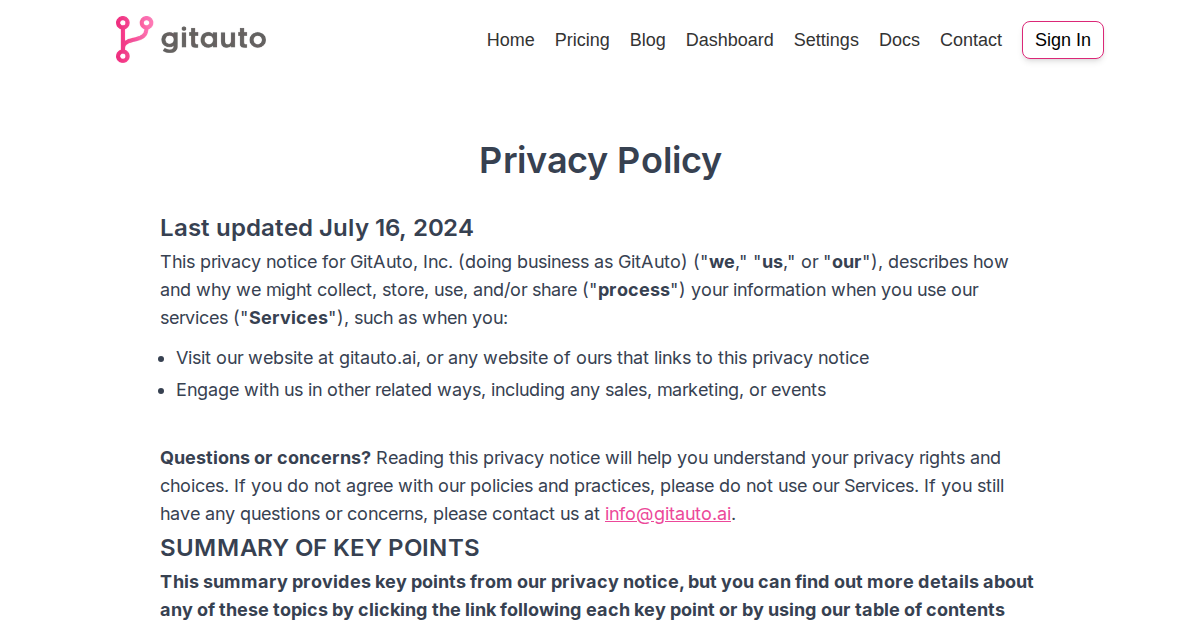 gitauto
Home Pricing Blog Dashboard Settings Docs Contact Sign In
Privacy Policy
Last updated July 16, 2024
This privacy notice for GitAuto, Inc. (doing business as GitAuto) ("we," "us," or "our"), describes how
and why we might collect, store, use, and/or share ("process") your information when you use our
services ("Services"), such as when you:
• Visit our website at gitauto.ai, or any website of ours that links to this privacy notice
• Engage with us in other related ways, including any sales, marketing, or events
Questions or concerns? Reading this privacy notice will help you understand your privacy rights and
choices. If you do not agree with our policies and practices, please do not use our Services. If you still
have any questions or concerns, please contact us at info@gitauto.ai.
SUMMARY OF KEY POINTS
This summary provides key points from our privacy notice, but you can find out more details about
any of these topics by clicking the link following each key point or by using our table of contents